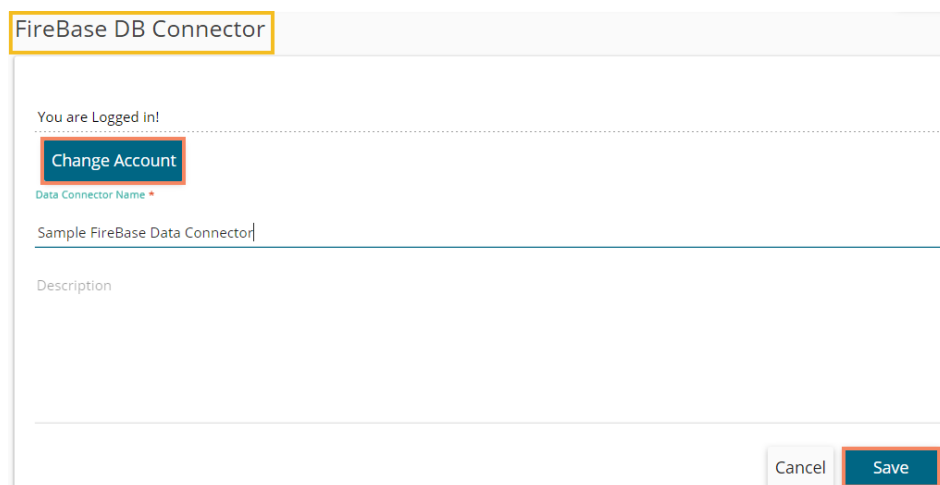 FireBase DB Connector
You are Logged in!
Change Account
Data Connector Name *
Sample FireBase Data Connector
Description
Cancel Save